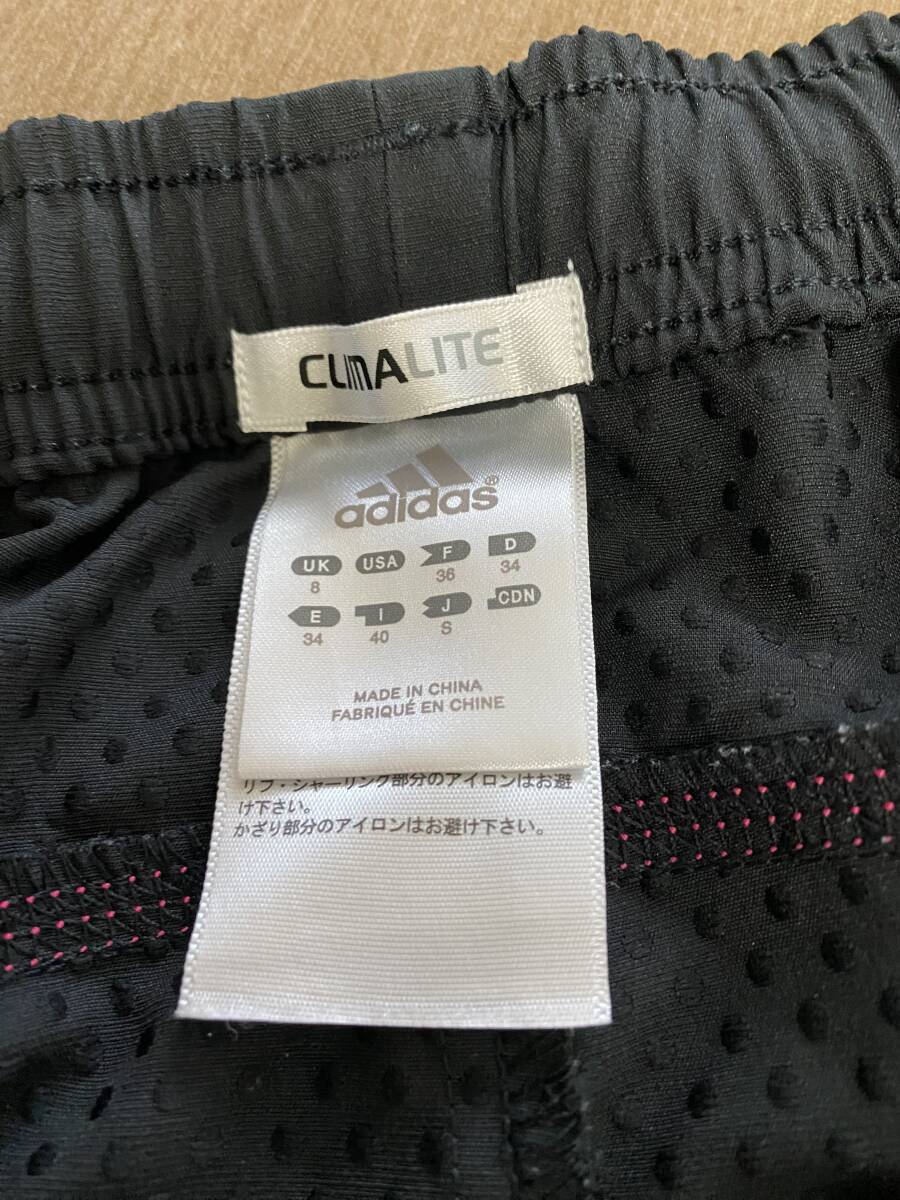 CLIMALITE
adidas®
UK USA F D
8 36 34
E I J CDN
34 40 S
MADE IN CHINA
FABRIQUÉ EN CHINE
リブ・シャーリング部分のアイロンはお避
け下さい。
かざり部分のアイロンはお避け下さい。